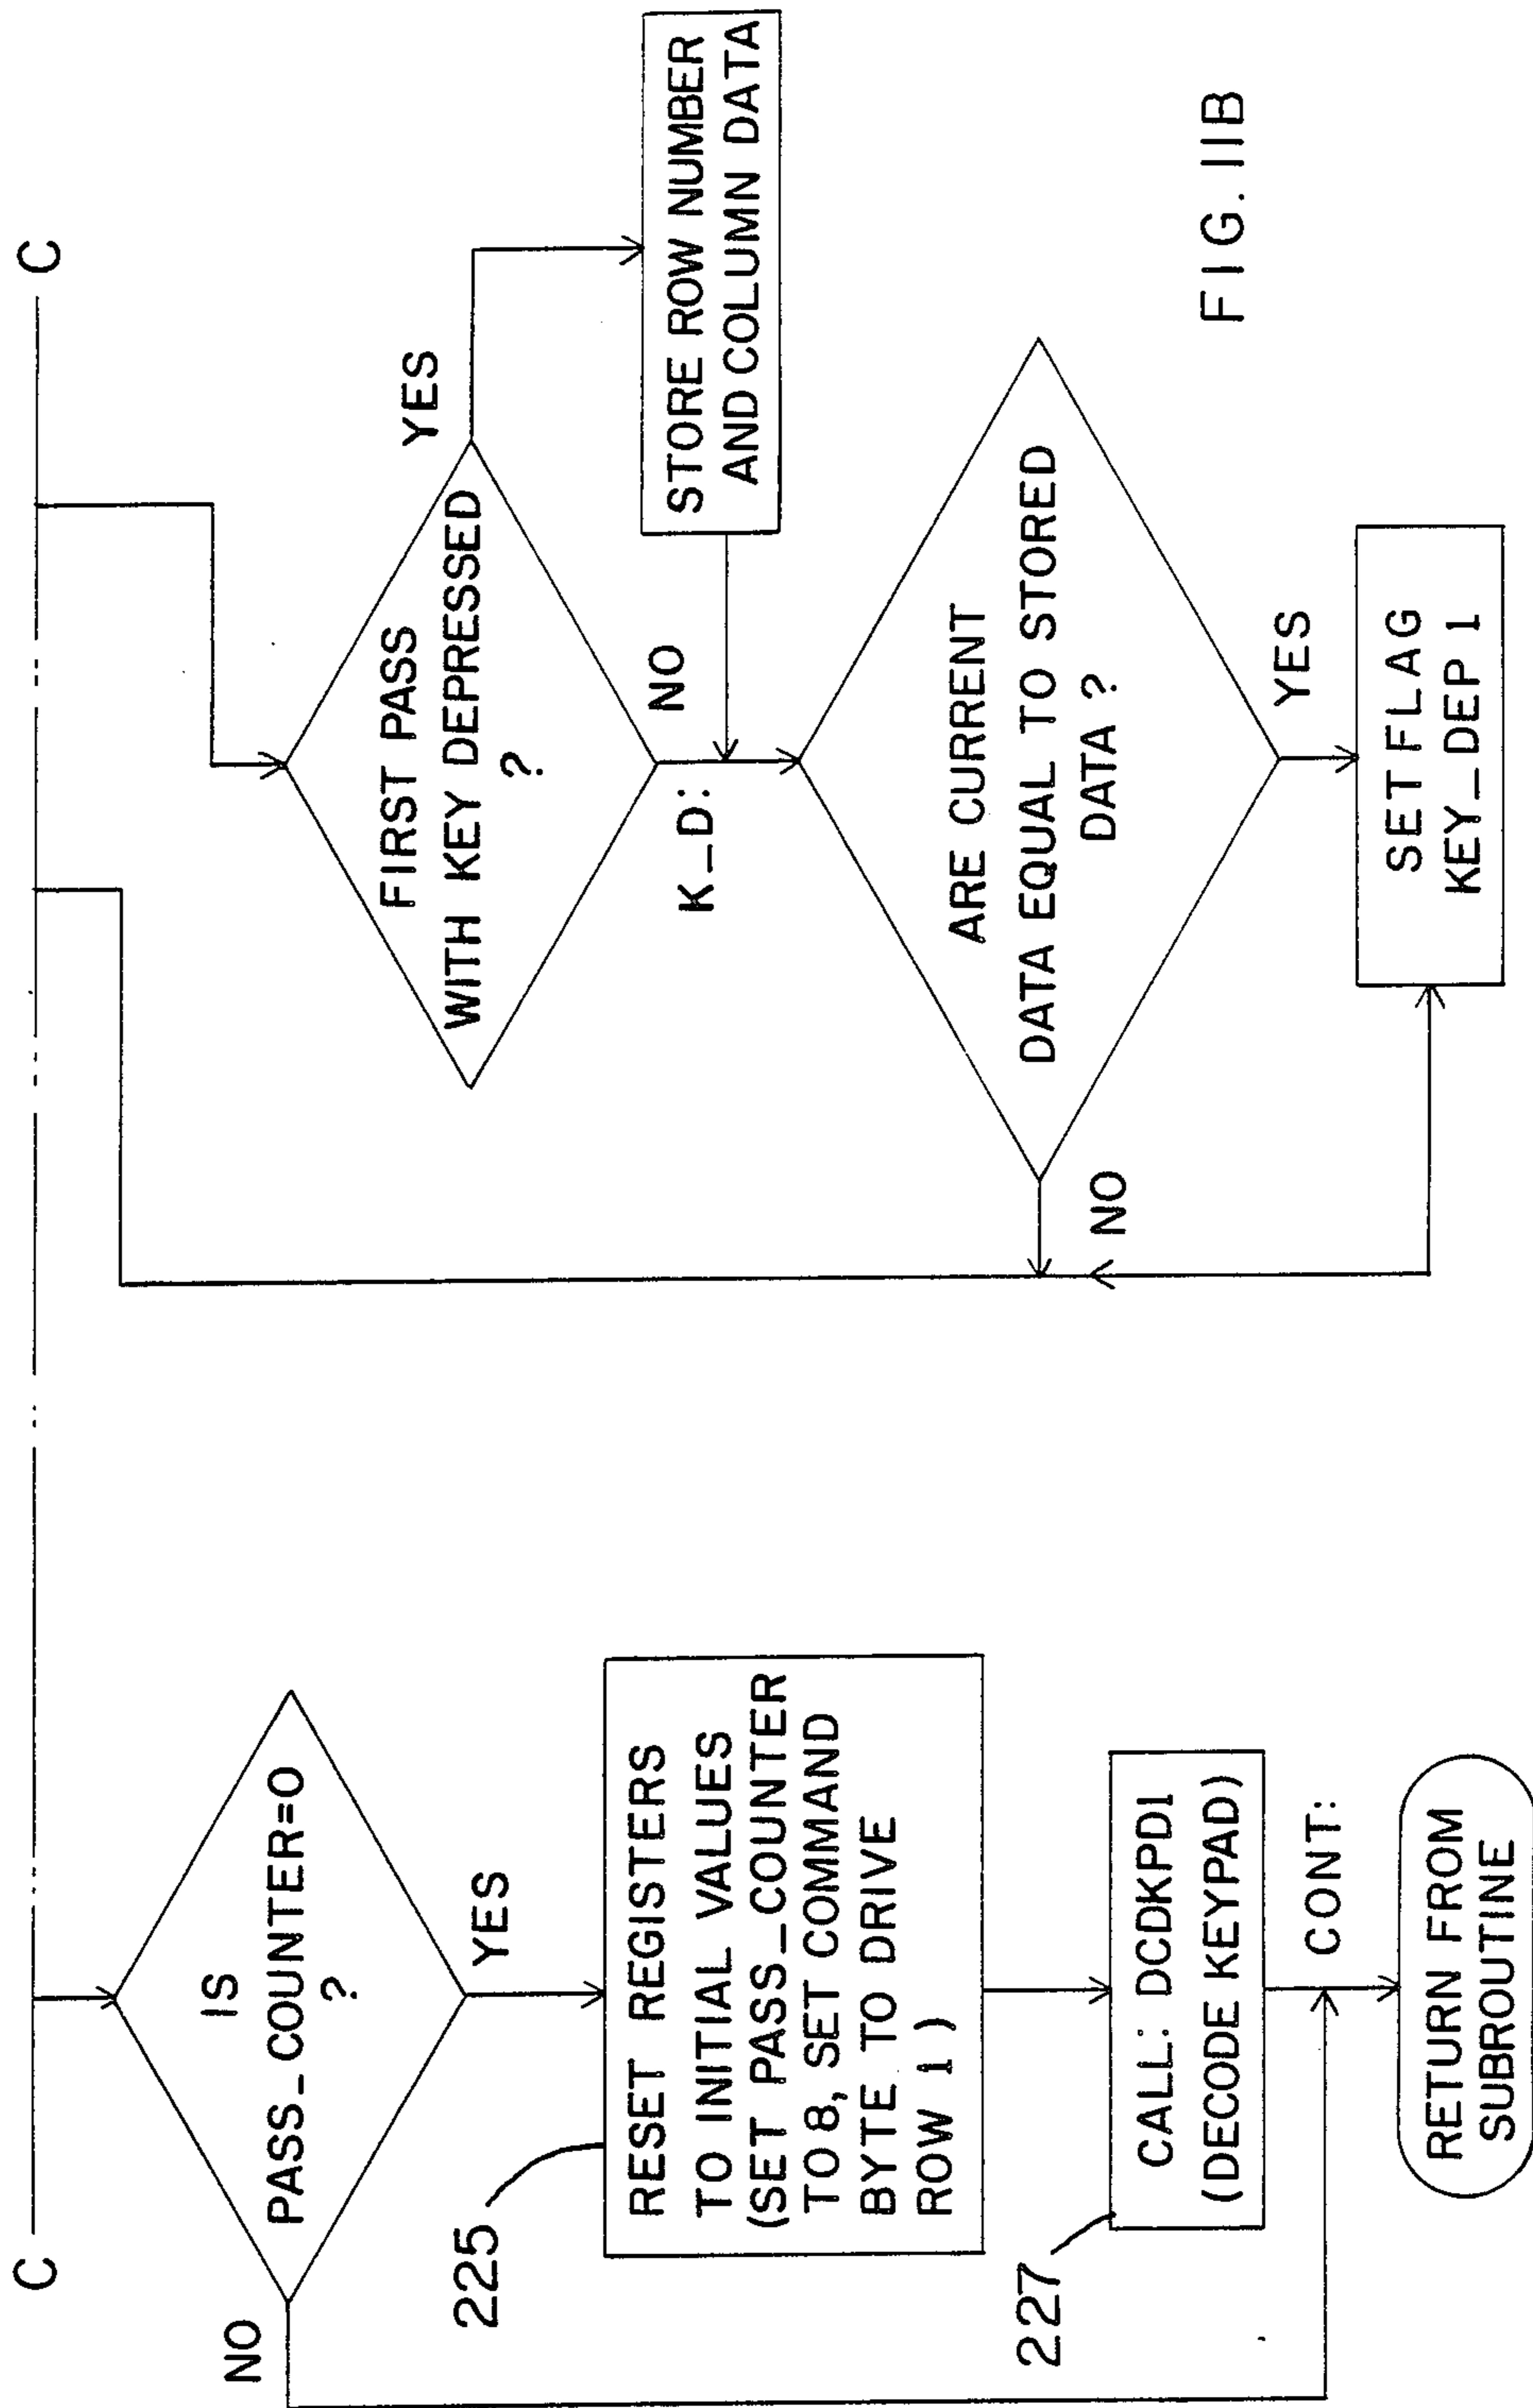 C
C
IS
PASS_COUNTER=0
?
NO
YES
225
RESET REGISTERS
TO INITIAL VALUES
(SET PASS_COUNTER
TO 8, SET COMMAND
BYTE TO DRIVE
ROW 1)
227
CALL: DCDKPD1
(DECODE KEYPAD)
CONT:
RETURN FROM
SUBROUTINE
FIRST PASS
WITH KEY DEPRESSED
?
YES
NO
K_D:
STORE ROW NUMBER
AND COLUMN DATA
ARE CURRENT
DATA EQUAL TO STORED
DATA ?
NO
YES
SET FLAG
KEY_DEP 1
FIG. 11B